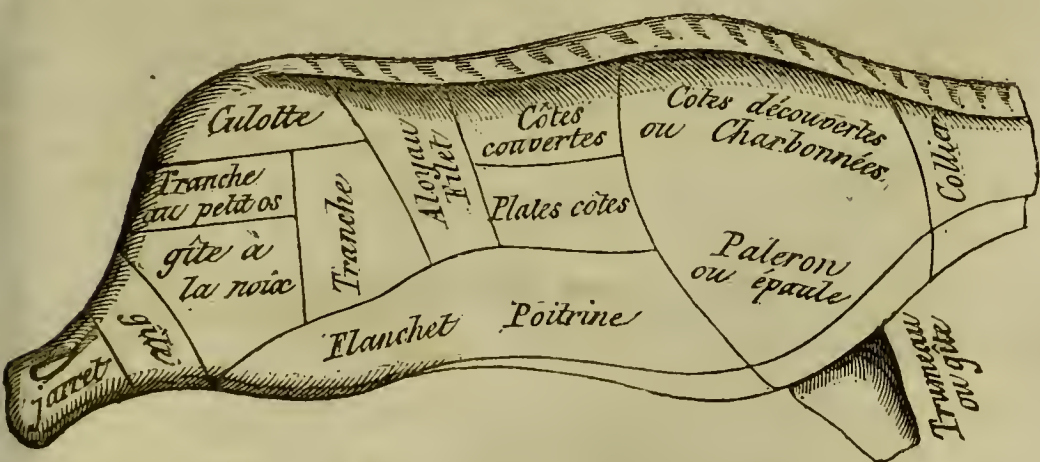 Culotte
Tranche
au petit os
gîte à
la noix
Tranche
Aloyau
Filet
Côtes
couvertes
Plates côtes
Cotes découvertes
ou Charbonnées
Collier
Paleron
ou épaule
Flanchet Poitrine
gîte
jarret
Trumeau
ou gîte